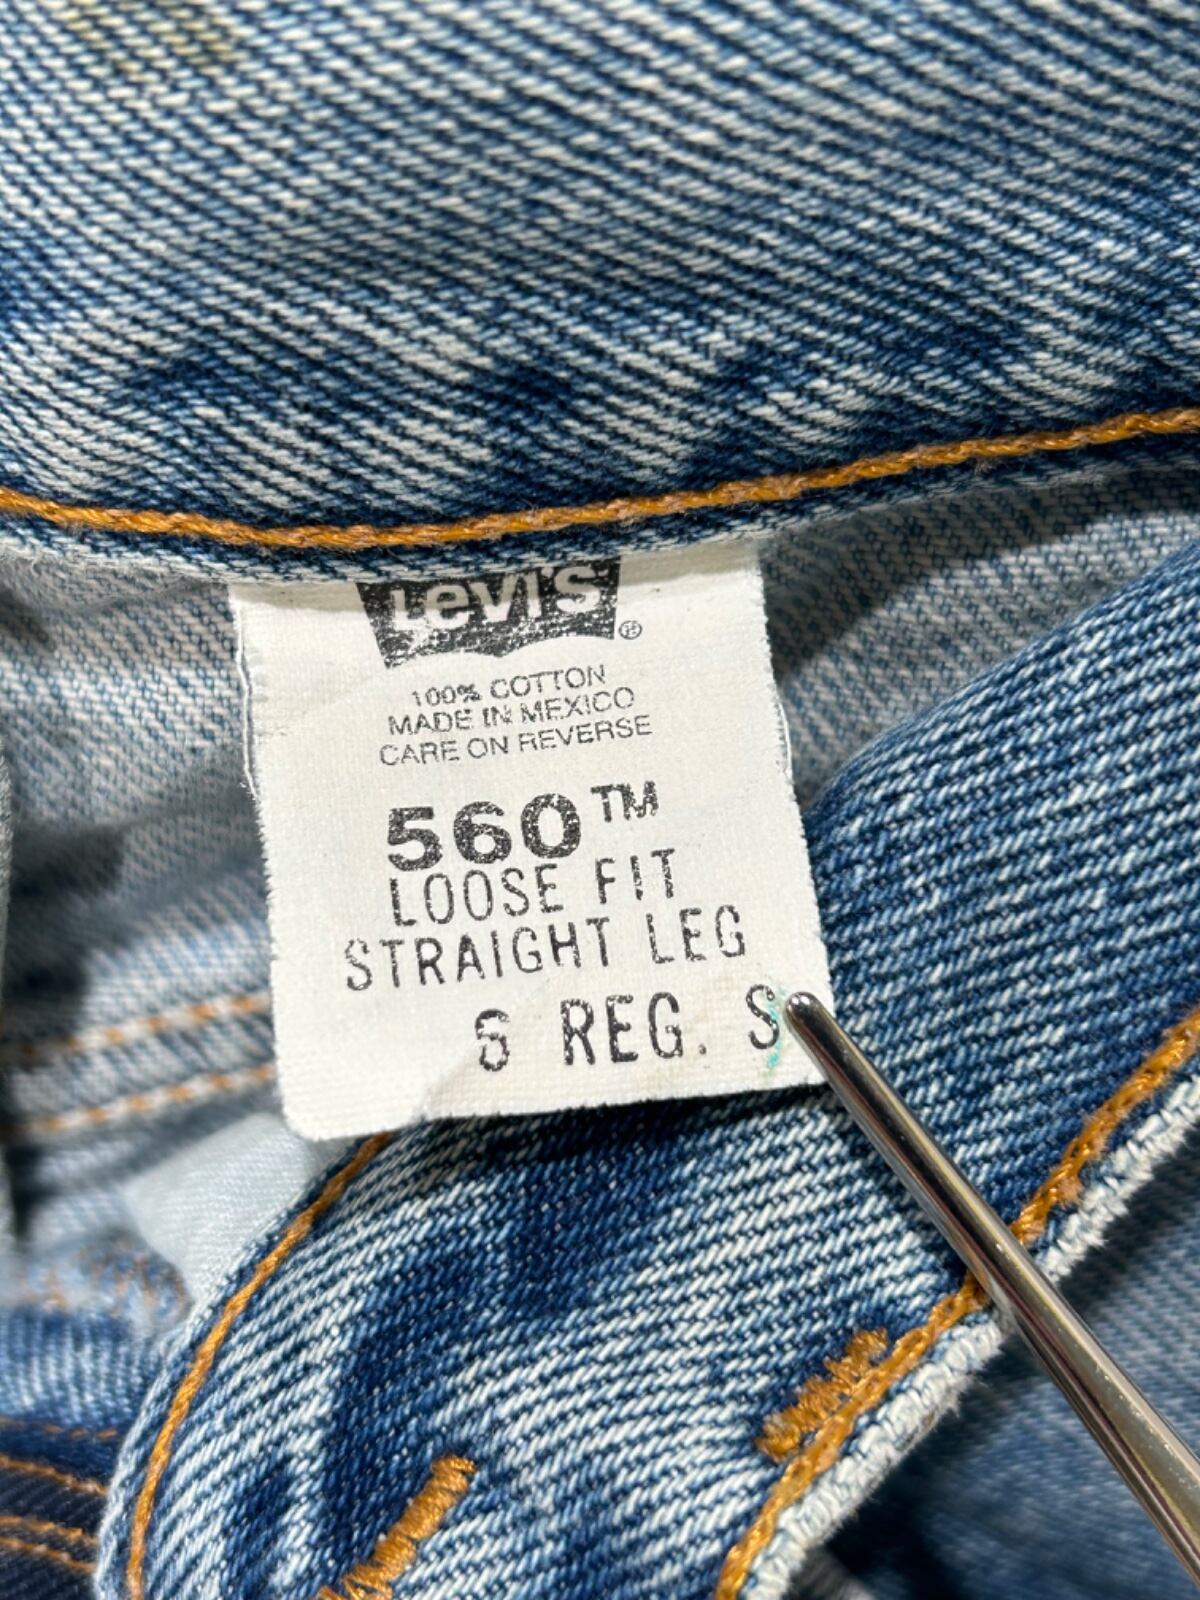 Levi's ®
100% COTTON
MADE IN MEXICO
CARE ON REVERSE
560™
LOOSE FIT
STRAIGHT LEG
6 REG. S